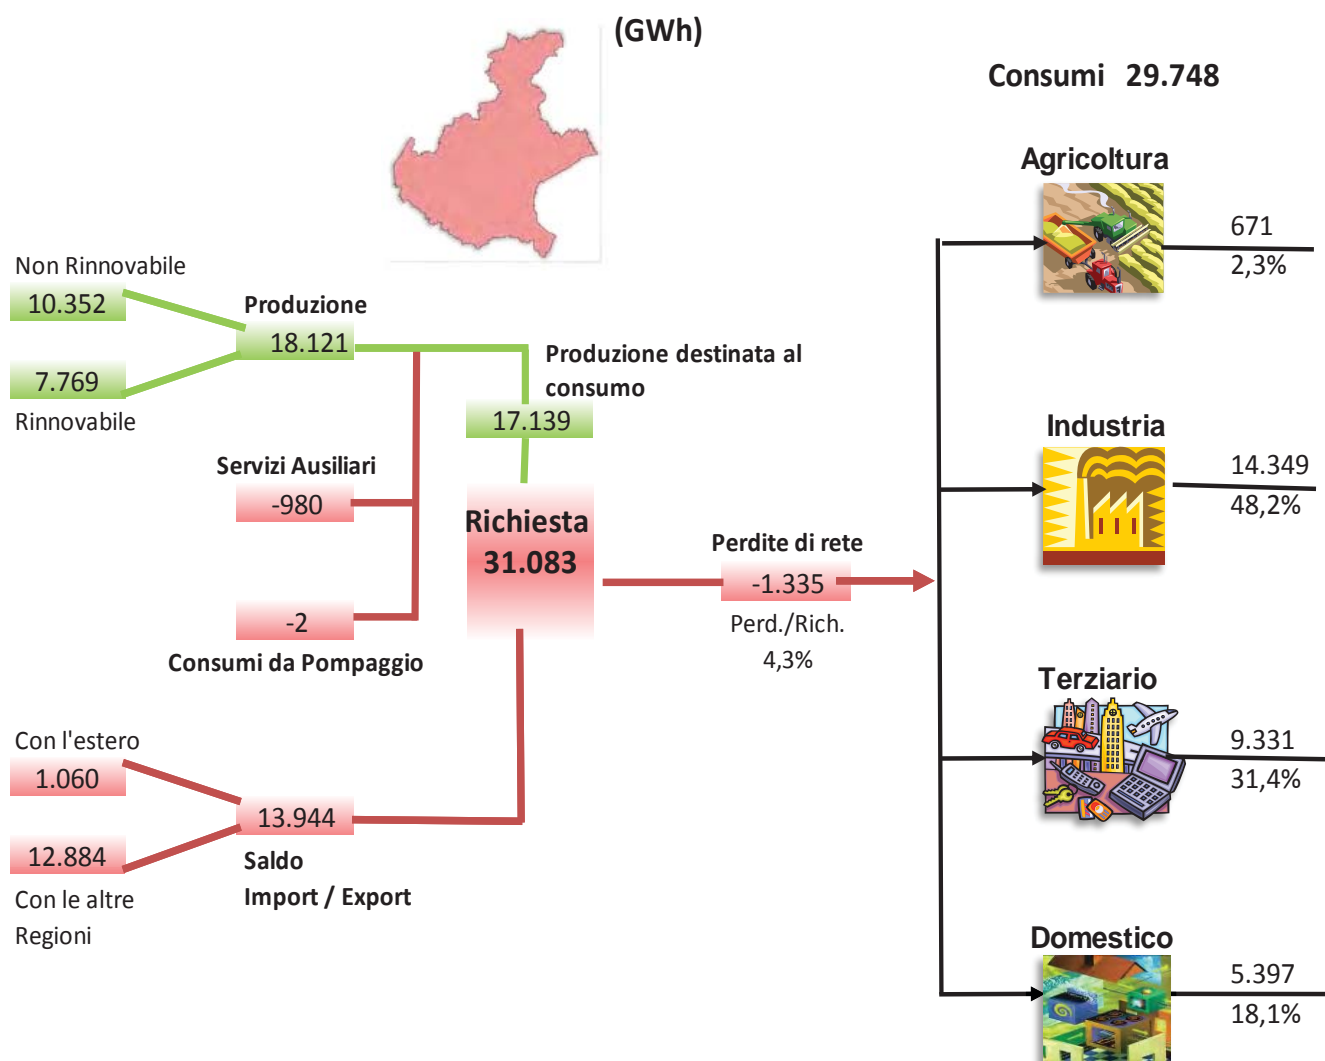 (GWh)
Consumi 29.748
Agricoltura
671
2,3%
Non Rinnovabile
10.352
Produzione
18.121
7.769
Rinnovabile
Produzione destinata al
consumo
17.139
Industria
14.349
48,2%
Servizi Ausiliari
-980
Richiesta
31.083
Perdite di rete
-1.335
Perd./Rich.
4,3%
-2
Consumi da Pompaggio
Terziario
9.331
31,4%
Con l'estero
1.060
13.944
12.884
Saldo
Import / Export
Con le altre
Regioni
Domestico
5.397
18,1%